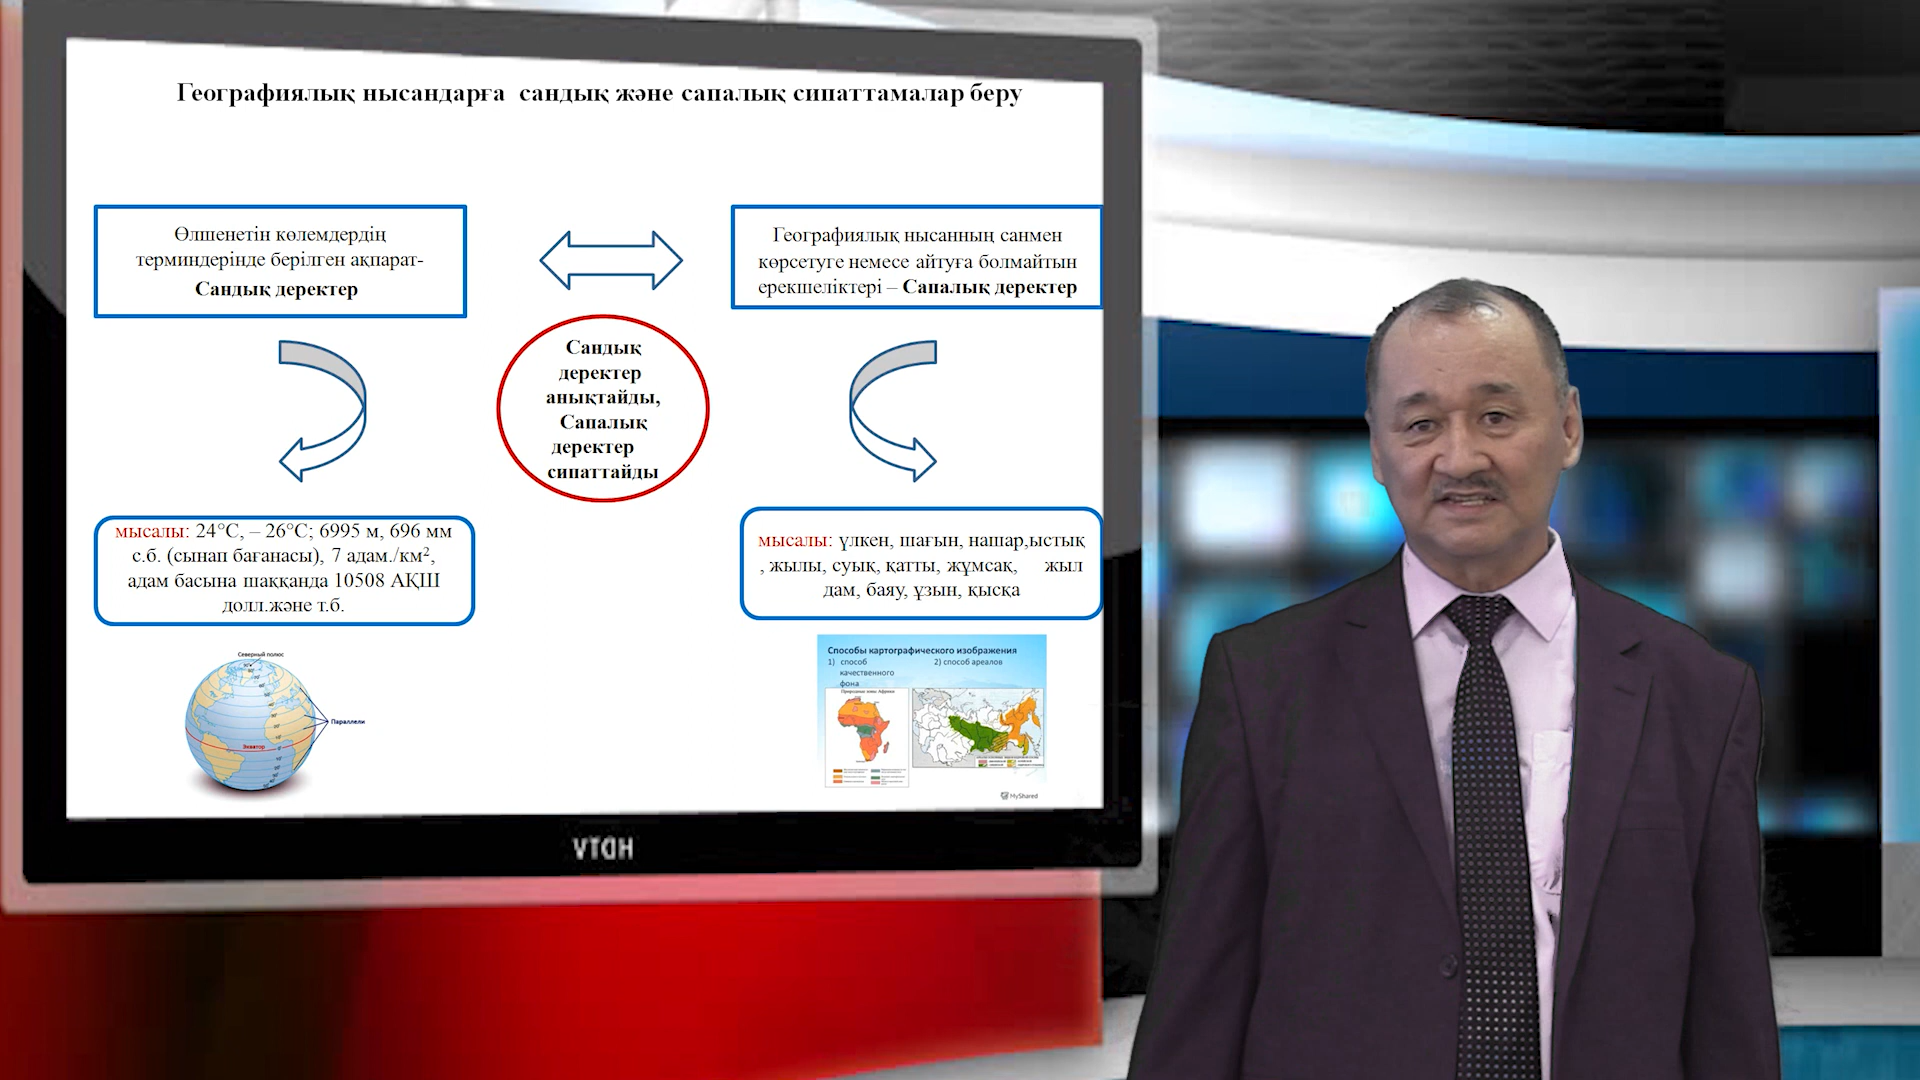 Географиялық нысандарға  сандық және сапалық сипаттамалар беру
Өлшенетін көлемдердің
терминдерінде берілген ақпарат-
Сандық деректер
Географиялық нысанның санмен
көрсетуге немесе айтуға болмайтын
ерекшеліктері – Сапалық деректер
Сандық
деректер
анықтайды,
Сапалық
деректер
сипаттайды
мысалы: 24°С, – 26°С; 6995 м, 696 мм
с.б. (сынап бағанасы), 7 адам./км²,
адам басына шаққанда 10508 АҚШ
долл.және т.б.
мысалы: үлкен, шағын, нашар,ыстық
, жылы, суық, қатты, жұмсақ, жыл
дам, баяу, ұзын, қысқа
Северный полюс
Параллели
Экватор
Способы картографического изображения
1) способ
качественного
фона
2) способ ареалов
Природные зоны Африки
MyShared